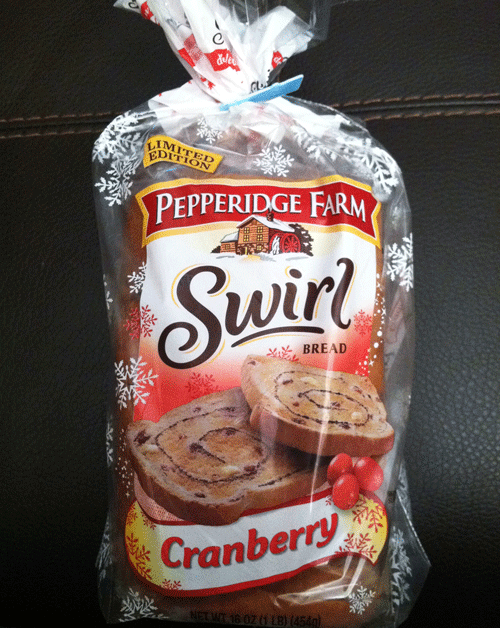 LIMITED
EDITION
PEPPERIDGE FARM
Swirl
BREAD
Cranberry
NET WT 16 OZ (1 LB) (454g)